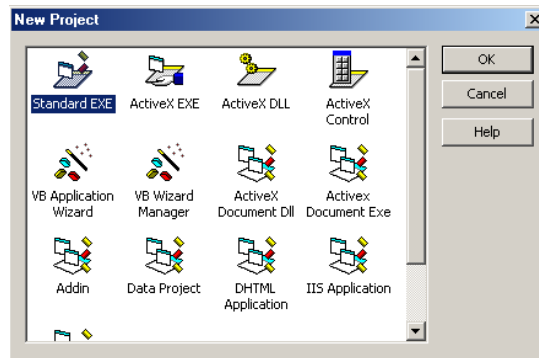 New Project
Standard EXE
ActiveX EXE
ActiveX DLL
ActiveX
Control
VB Application
Wizard
VB Wizard
Manager
ActiveX
Document Dll
Activex
Document Exe
Addin
Data Project
DHTML
Application
IIS Application
OK
Cancel
Help